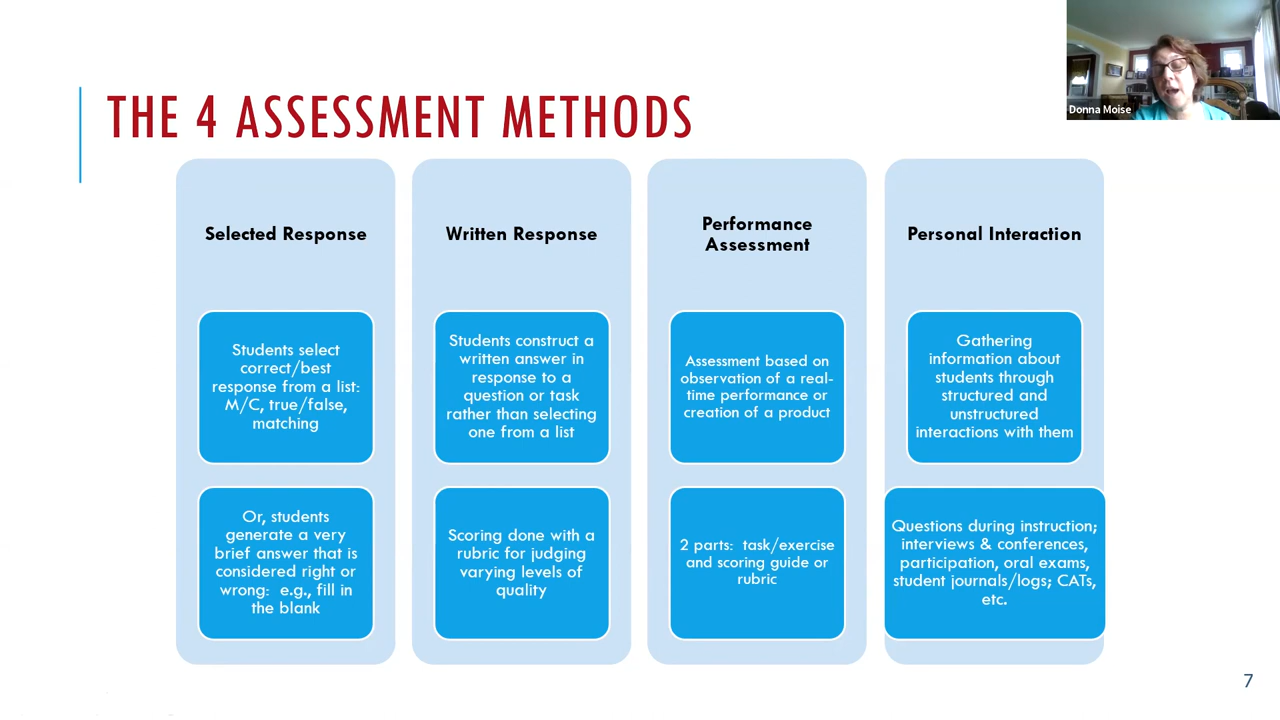 THE 4 ASSESSMENT METHODS
Donna Moise
Selected Response
Students select
correct/best
response from a list:
M/C, true/false,
matching
Or, students
generate a very
brief answer that is
considered right or
wrong: e.g., fill in
the blank
Written Response
Students construct a
written answer in
response to a
question or task
rather than selecting
one from a list
Scoring done with a
rubric for judging
varying levels of
quality
Performance
Assessment
Assessment based on
observation of a real-
time performance or
creation of a product
2 parts: task/exercise
and scoring guide or
rubric
Personal Interaction
Gathering
information about
students through
structured and
unstructured
interactions with them
Questions during instruction;
interviews & conferences,
participation, oral exams,
student journals/logs; CATs,
etc.
7